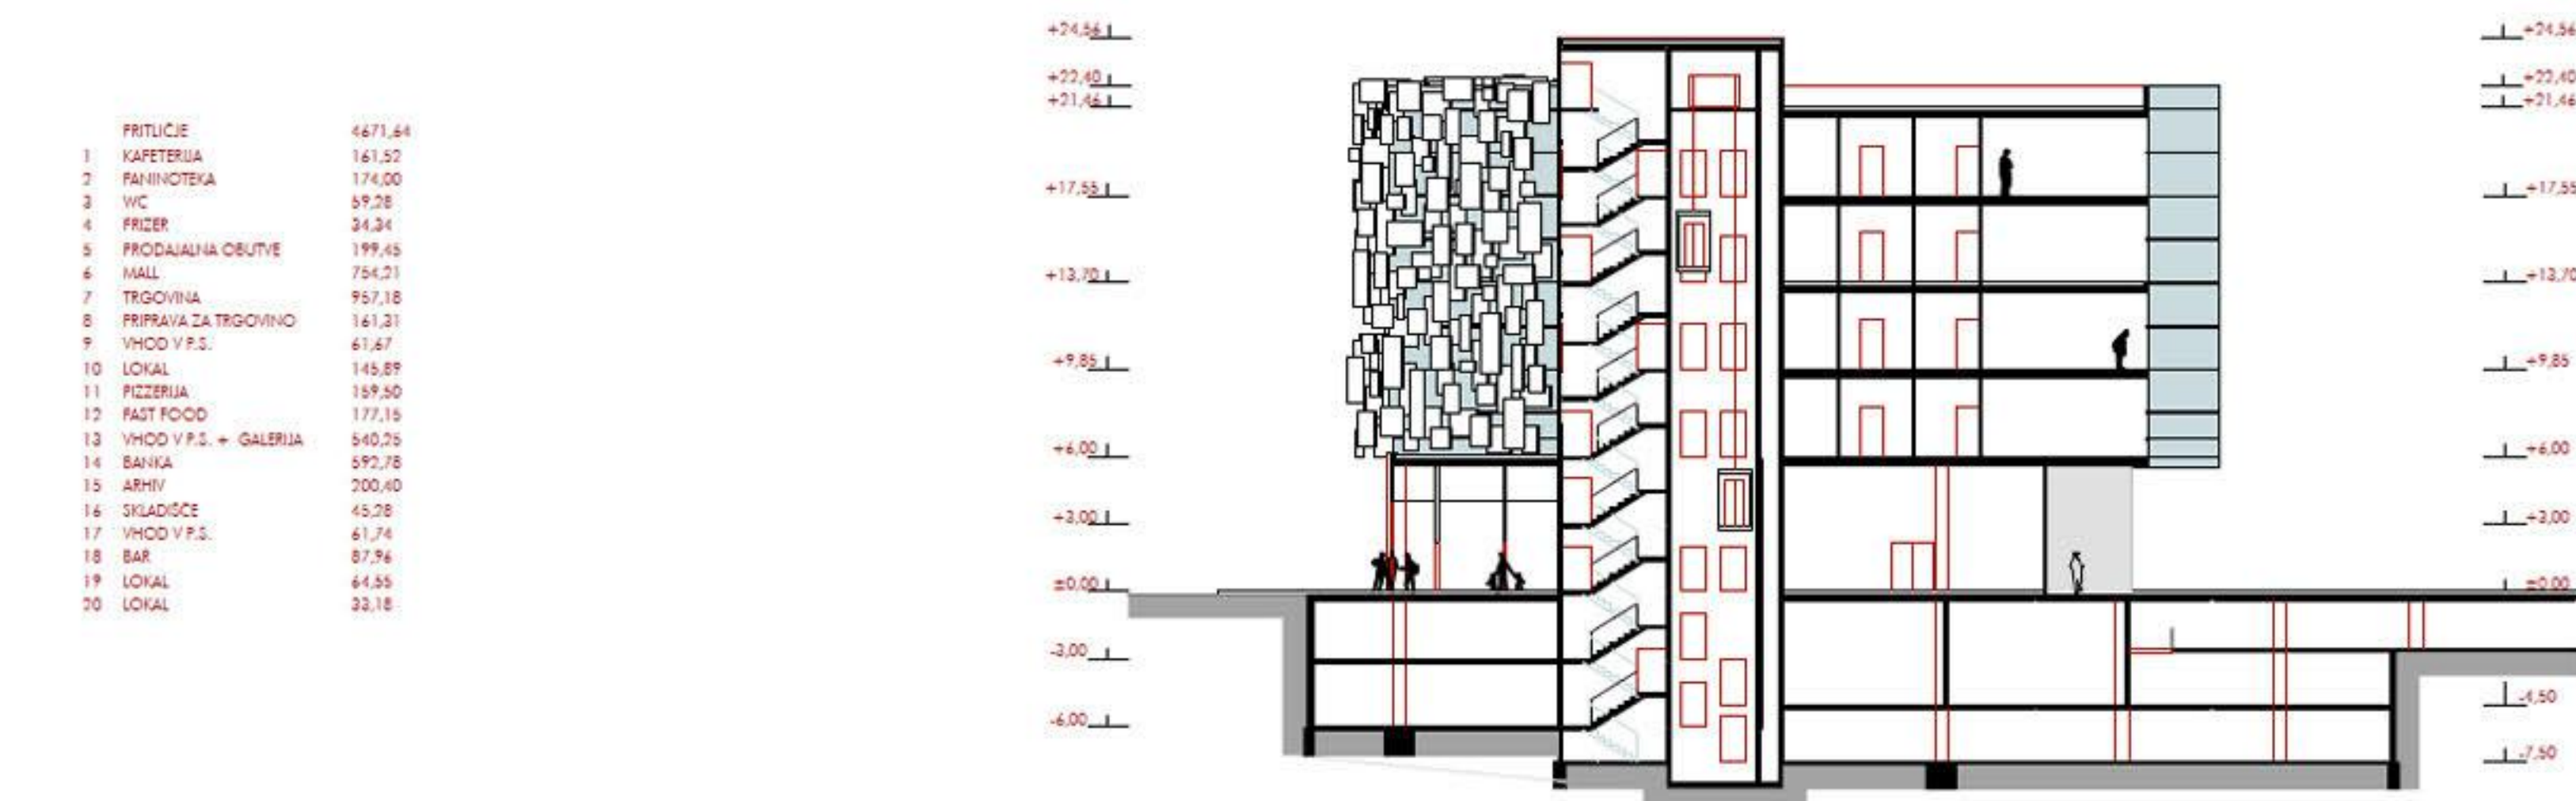 PRITLIČJE 4671,64
1 KAFETERIJA 161,52
2 PANINOTEKA 174,00
3 WC 59,28
4 FRIZER 34,34
5 PRODAJALNA OBUTVE 199,45
6 MALL 754,21
7 TRGOVINA 957,18
8 PRIPRAVA ZA TRGOVINO 161,31
9 VHOD V P.S. 61,67
10 LOKAL 145,89
11 PIZZERIJA 159,50
12 FAST FOOD 177,15
13 VHOD V P.S. + GALERIJA 540,25
14 BANKA 592,78
15 ARHIV 200,40
16 SKLADIŠČE 45,28
17 VHOD V P.S. 61,74
18 BAR 87,96
19 LOKAL 64,55
20 LOKAL 33,18
+24,56
+22,40
+21,46
+17,55
+13,70
+9,85
+6,00
+3,00
±0,00
-3,00
-6,00
+24,56
+22,40
+21,46
+17,55
+13,70
+9,85
+6,00
+3,00
±0,00
-4,50
-7,50